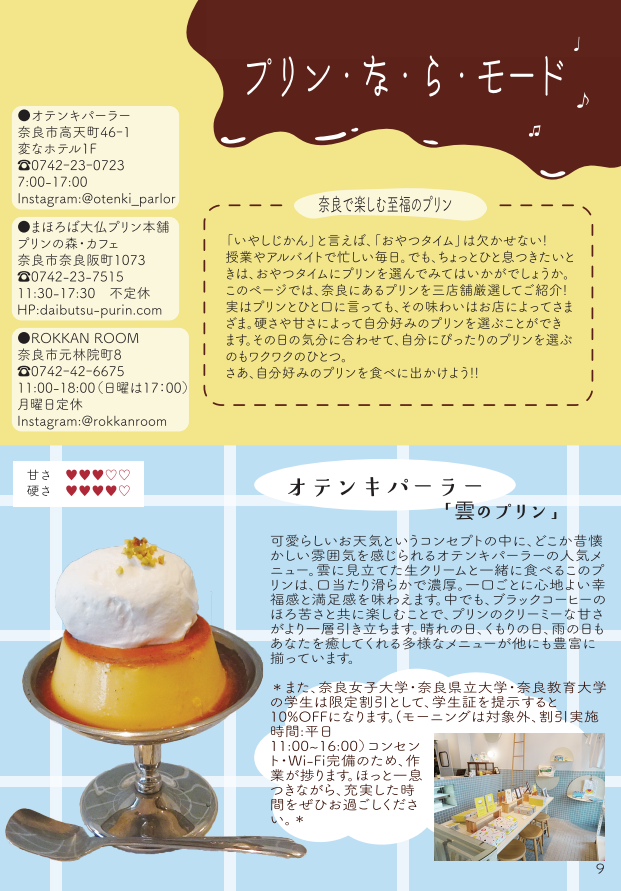 プリン・な・ら・モード
●オテンキパーラー
奈良市高天町46-1
変なホテル1F
☎0742-23-0723
7:00-17:00
Instagram:@otenki_parlor
●まほろば大仏プリン本舗
プリンの森・カフェ
奈良市奈良阪町1073
☎0742-23-7515
11:30-17:30　不定休
HP:daibutsu-purin.com
●ROKKAN ROOM
奈良市元林院町8
☎0742-42-6675
11:00-18:00（日曜は17:00）
月曜日定休
Instagram:@rokkanroom
奈良で楽しむ至福のプリン
「いやしじかん」と言えば、「おやつタイム」は欠かせない！
授業やアルバイトで忙しい毎日。でも、ちょっとひと息つきたいと
きは、おやつタイムにプリンを選んでみてはいかがでしょうか。
このページでは、奈良にあるプリンを三店舗厳選してご紹介！
実はプリンとひと口に言っても、その味わいはお店によってさま
ざま。硬さや甘さによって自分好みのプリンを選ぶことができ
ます。その日の気分に合わせて、自分にぴったりのプリンを選ぶ
のもワクワクのひとつ。
さあ、自分好みのプリンを食べに出かけよう!!
甘さ ♥♥♥♡♡
硬さ ♥♥♥♥♡
オテンキパーラー
「雲のプリン」
可愛らしいお天気というコンセプトの中に、どこか昔懐
かしい雰囲気を感じられるオテンキパーラーの人気メ
ニュー。雲に見立てた生クリームと一緒に食べるこのプ
リンは、口当たり滑らかで濃厚。一口ごとに心地よい幸
福感と満足感を味わえます。中でも、ブラックコーヒーの
ほろ苦さと共に楽しむことで、プリンのクリーミーな甘さ
がより一層引き立ちます。晴れの日、くもりの日、雨の日も
あなたを癒してくれる多様なメニューが他にも豊富に
揃っています。
＊また、奈良女子大学・奈良県立大学・奈良教育大学
の学生は限定割引として、学生証を提示すると
10%OFFになります。（モーニングは対象外、割引実施
時間:平日
11:00~16:00）コンセン
ト・Wi-Fi完備のため、作
業が捗ります。ほっと一息
つきながら、充実した時
間をぜひお過ごしくださ
い。＊
9